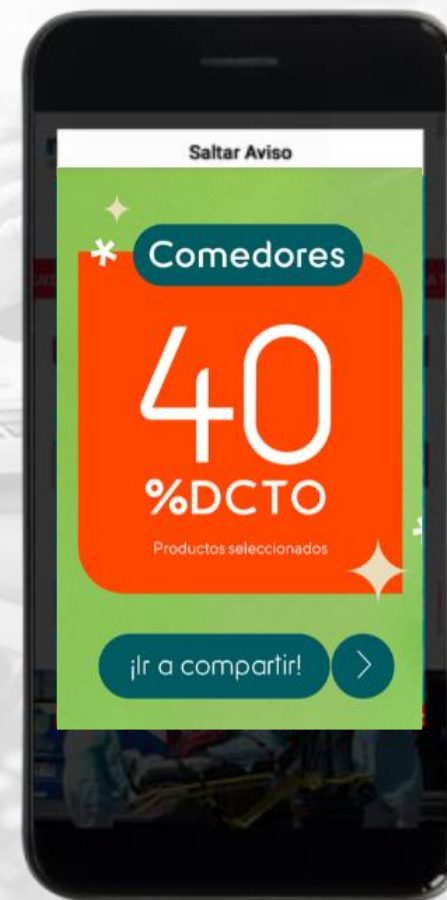 Saltar Aviso
Comedores
40
%DCTO
Productos seleccionados
¡Ir a compartir!